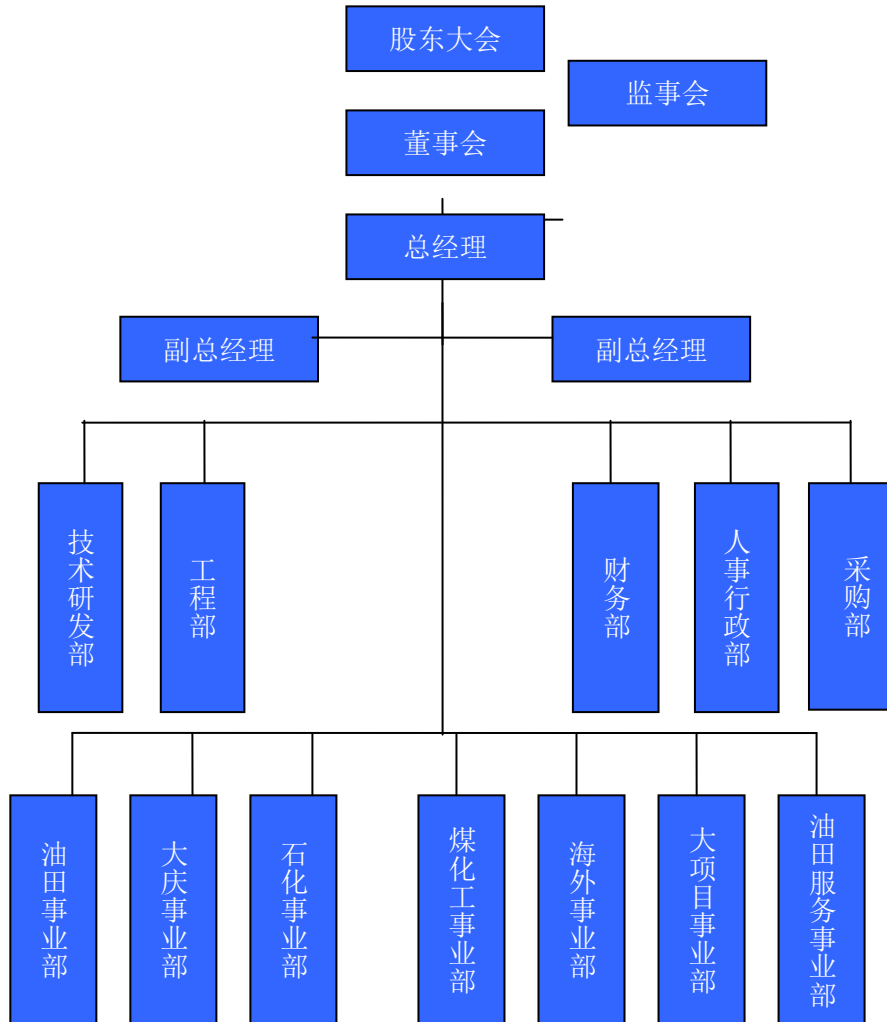 股东大会
监事会
董事会
总经理
副总经理
副总经理
技术研发部
工程部
财务部
人事行政部
采购部
油田事业部
大庆事业部
石化事业部
煤化工事业部
海外事业部
大项目事业部
油田服务事业部